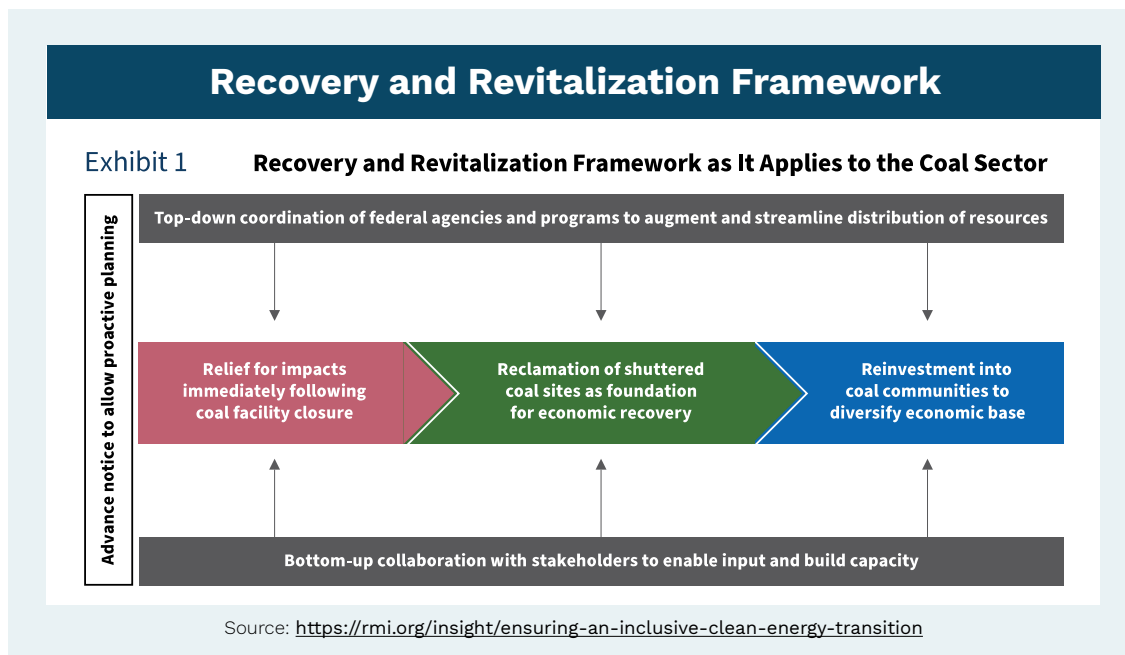 Recovery and Revitalization Framework
Exhibit 1
Recovery and Revitalization Framework as It Applies to the Coal Sector
Advance notice to allow proactive planning
Top-down coordination of federal agencies and programs to augment and streamline distribution of resources
Relief for impacts
immediately following
coal facility closure
Reclamation of shuttered
coal sites as foundation
for economic recovery
Reinvestment into
coal communities to
diversify economic base
Bottom-up collaboration with stakeholders to enable input and build capacity
Source: https://rmi.org/insight/ensuring-an-inclusive-clean-energy-transition